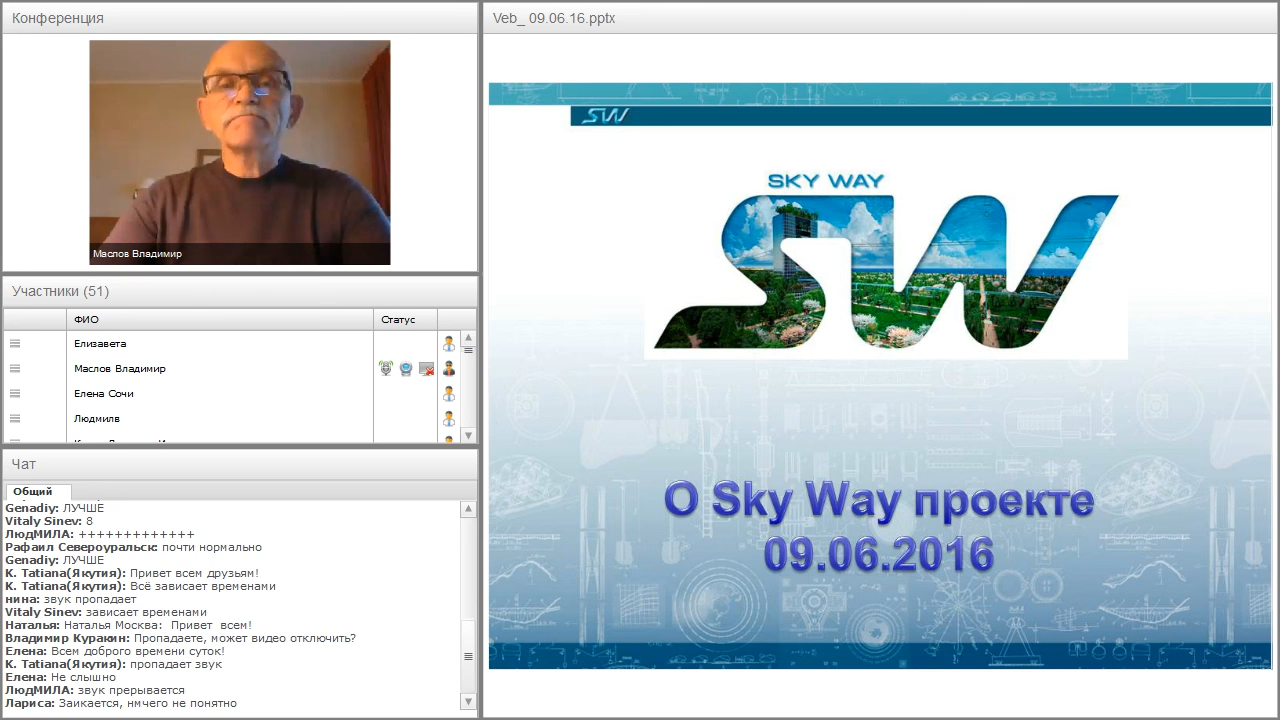 Конференция
Маслов Владимир
Участники (51)
ФИО
Статус
Елизавета
Маслов Владимир
Елена Сочи
Людмилв
Чат
Общий
Genadiy: ЛУЧШЕ
Vitaly Sinev: 8
ЛюдМИЛА: +++++++++++++
Рафаил Североуральск: почти нормально
Genadiy: ЛУЧШЕ
К. Tatiana(Якутия): Привет всем друзьям!
К. Tatiana(Якутия): Всё зависает временами
нина: звук пропадает
Vitaly Sinev: зависает временами
Наталья: Наталья Москва:  Привет  всем!
Владимир Куракин: Пропадаете, может видео отключить?
Елена: Всем доброго времени суток!
К. Tatiana(Якутия): пропадает звук
Елена: Не слышно
ЛюдМИЛА: звук прерывается
Лариса: Заикается, нмчего не понятно
Veb_ 09.06.16.pptx
SW
SKY WAY
SW
О Sky Way проекте
09.06.2016